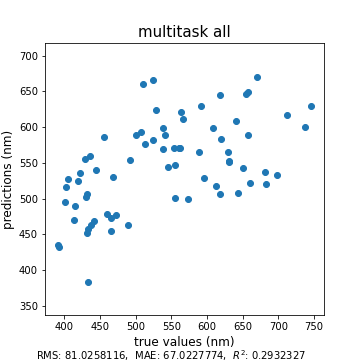 multitask all
predictions (nm)
700
650
600
550
500
450
400
350
400 450 500 550 600 650 700 750
true values (nm)
RMS: 81.0258116, MAE: 67.0227774, R²: 0.2932327